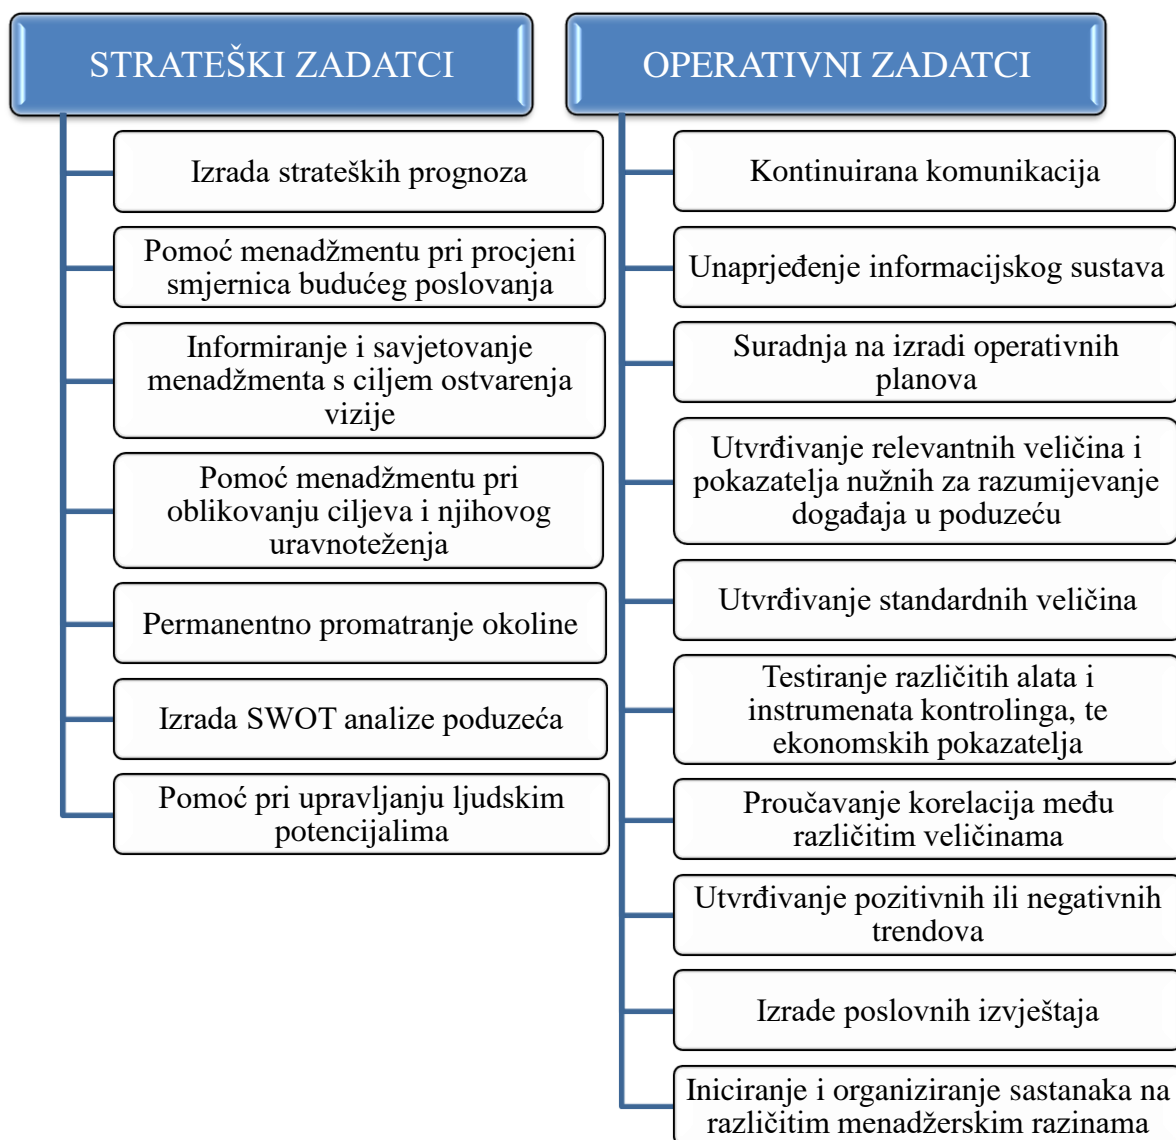 STRATEŠKI ZADATCI
Izrada strateških prognoza
Pomoć menadžmentu pri procjeni
smjernica budućeg poslovanja
Informiranje i savjetovanje
menadžmenta s ciljem ostvarenja
vizije
Pomoć menadžmentu pri
oblikovanju ciljeva i njihovog
uravnoteženja
Permanentno promatranje okoline
Izrada SWOT analize poduzeća
Pomoć pri upravljanju ljudskim
potencijalima
OPERATIVNI ZADATCI
Kontinuirana komunikacija
Unaprjeđenje informacijskog sustava
Suradnja na izradi operativnih
planova
Utvrđivanje relevantnih veličina i
pokazatelja nužnih za razumijevanje
događaja u poduzeću
Utvrđivanje standardnih veličina
Testiranje različitih alata i
instrumenata kontrolinga, te
ekonomskih pokazatelja
Proučavanje korelacija među
različitim veličinama
Utvrđivanje pozitivnih ili negativnih
trendova
Izrade poslovnih izvještaja
Iniciranje i organiziranje sastanaka na
različitim menadžerskim razinama